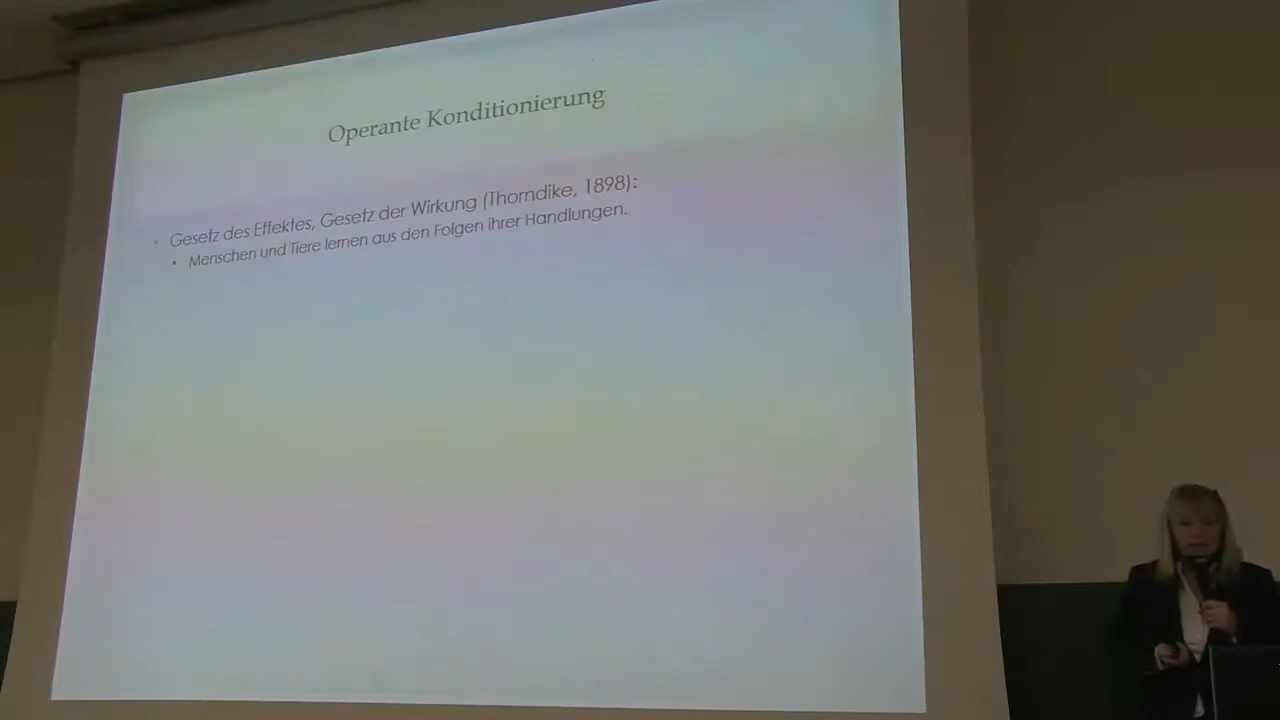 Operante Konditionierung
• Gesetz des Effektes, Gesetz der Wirkung (Thorndike, 1898):
• Menschen und Tiere lernen aus den Folgen ihrer Handlungen.